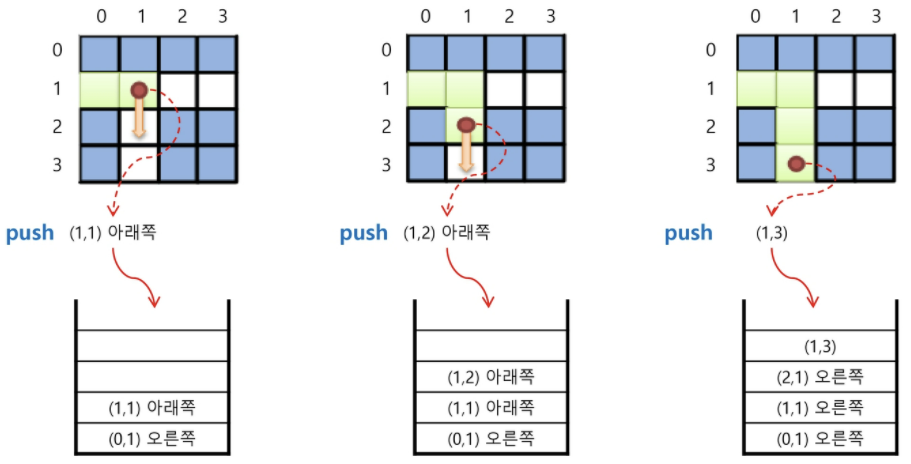 0 1 2 3
0
1
2
3
push (1,1) 아래쪽
(1,1) 아래쪽
(0,1) 오른쪽
0 1 2 3
0
1
2
3
push (1,2) 아래쪽
(1,2) 아래쪽
(1,1) 아래쪽
(0,1) 오른쪽
0 1 2 3
0
1
2
3
push (1,3)
(1,3)
(2,1) 오른쪽
(1,1) 오른쪽
(0,1) 오른쪽